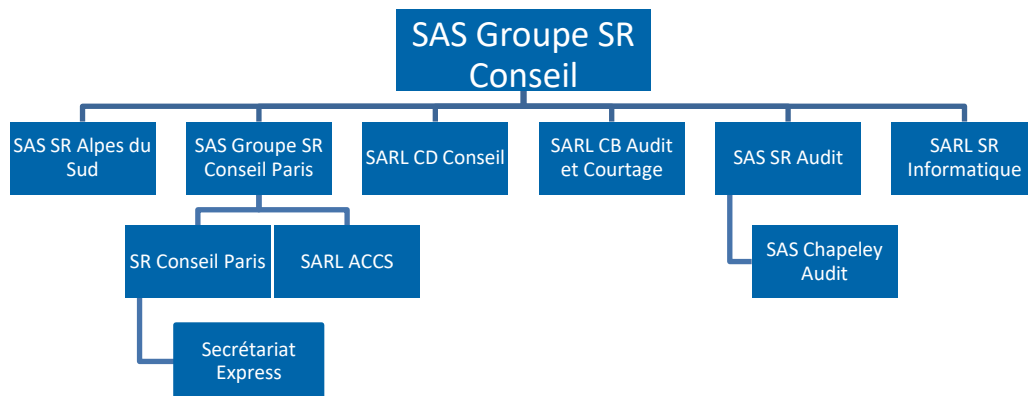 SAS Groupe SR
Conseil
SAS SR Alpes du
Sud
SAS Groupe SR
Conseil Paris
SARL CD Conseil
SARL CB Audit
et Courtage
SAS SR Audit
SARL SR
Informatique
SR Conseil Paris
SARL ACCS
SAS Chapeley
Audit
Secrétariat
Express